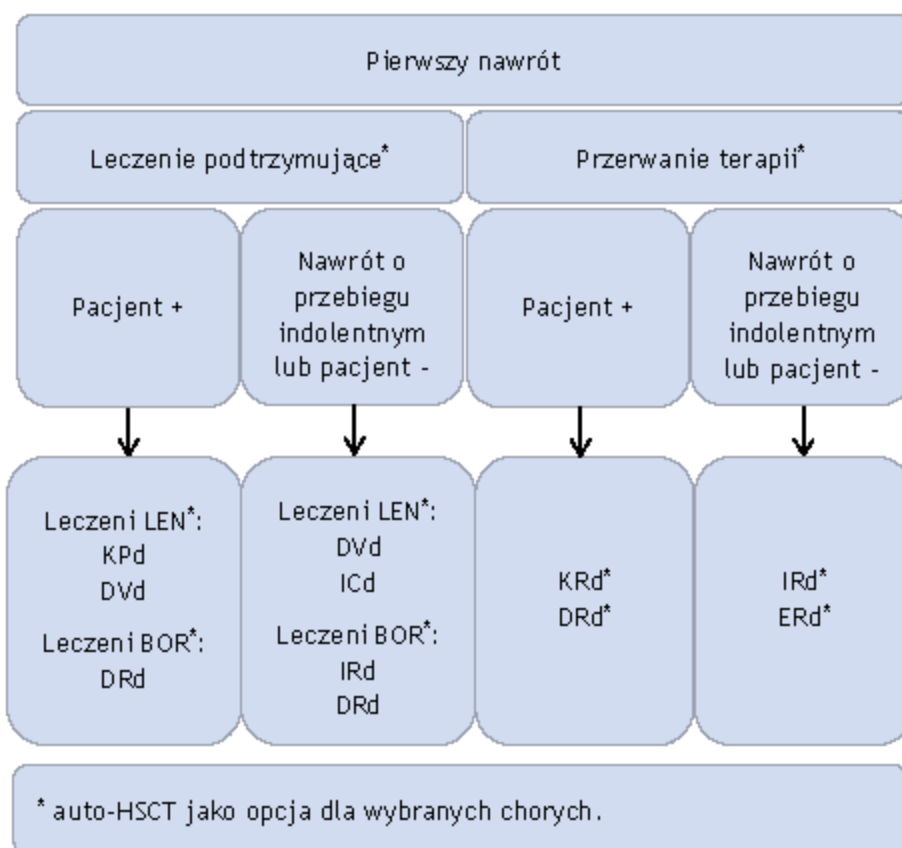 Pierwszy nawrót
Leczenie podtrzymujące*
Przerwanie terapii*
Pacjent +
Nawrót o
przebiegu
indolentnym
lub pacjent -
Pacjent +
Nawrót o
przebiegu
indolentnym
lub pacjent -
Leczeni LEN*:
KPd
DVd
Leczeni BOR*:
DRd
Leczeni LEN*:
DVd
ICd
Leczeni BOR*:
IRd
DRd
KRd*
DRd*
IRd*
ERd*
* auto-HSCT jako opcja dla wybranych chorych.